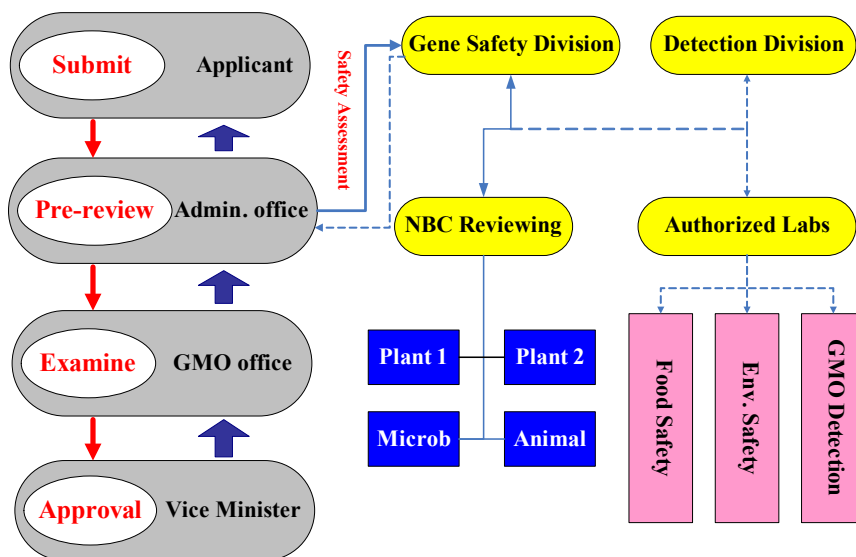 Submit Applicant
Pre-review Admin. office
Examine GMO office
Approval Vice Minister
Safety Assessment
Gene Safety Division
Detection Division
NBC Reviewing
Authorized Labs
Plant 1
Plant 2
Microb
Animal
Food Safety
Env. Safety
GMO Detection